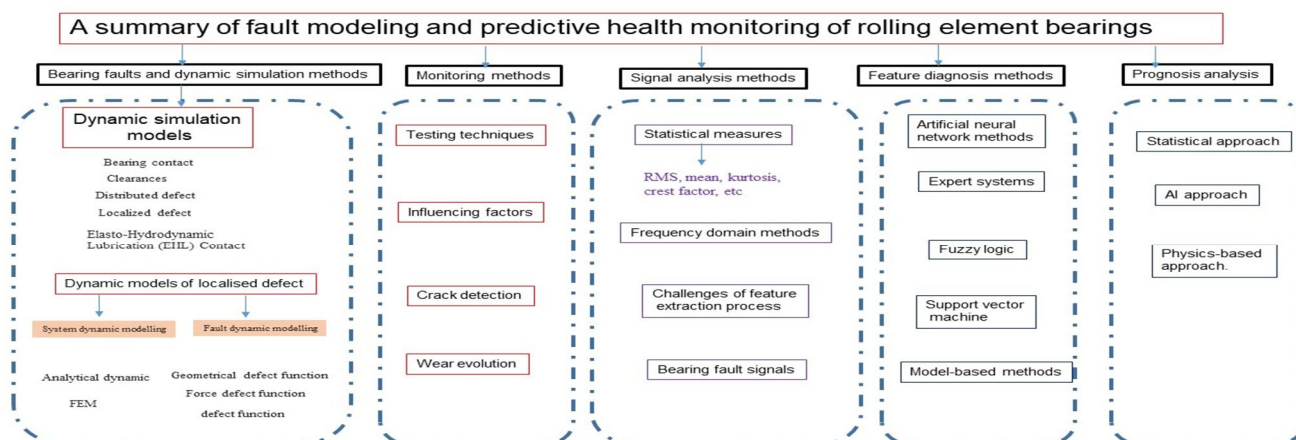 A summary of fault modeling and predictive health monitoring of rolling element bearings
Bearing faults and dynamic simulation methods
Dynamic simulation
models
Bearing contact
Clearances
Distributed defect
Localized defect
Elasto-Hydrodynamic
Lubrication (EHL) Contact
Dynamic models of localised defect
System dynamic modelling
Fault dynamic modelling
Analytical dynamic
FEM
Geometrical defect function
Force defect function
defect function
Monitoring methods
Testing techniques
Influencing factors
Crack detection
Wear evolution
Signal analysis methods
Statistical measures
RMS, mean, kurtosis,
crest factor, etc
Frequency domain methods
Challenges of feature
extraction process
Bearing fault signals
Feature diagnosis methods
Artificial neural
network methods
Expert systems
Fuzzy logic
Support vector
machine
Model-based methods
Prognosis analysis
Statistical approach
AI approach
Physics-based
approach.